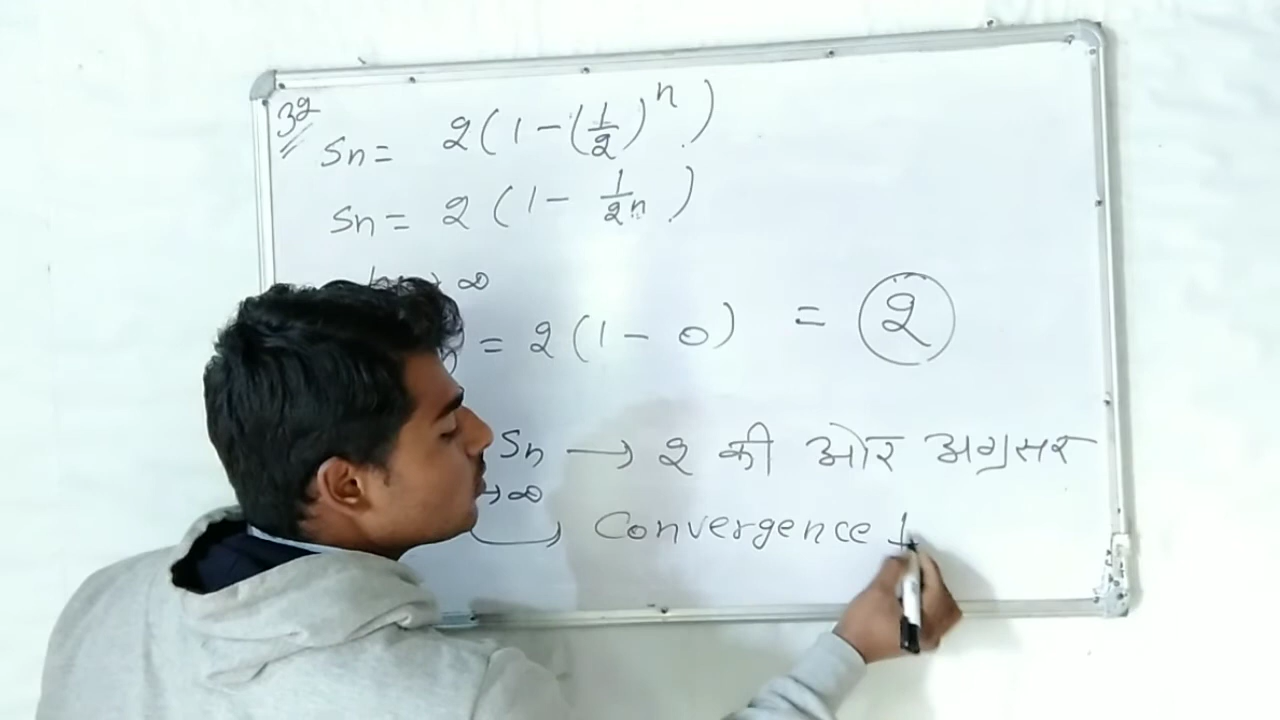 32
Sn = 2(1-(1/2)^n)
Sn = 2(1 - 1/2n)
→ ∞
= 2(1 - 0) = 2
Sn → 2 की ओर अग्रसर
→∞
Convergence